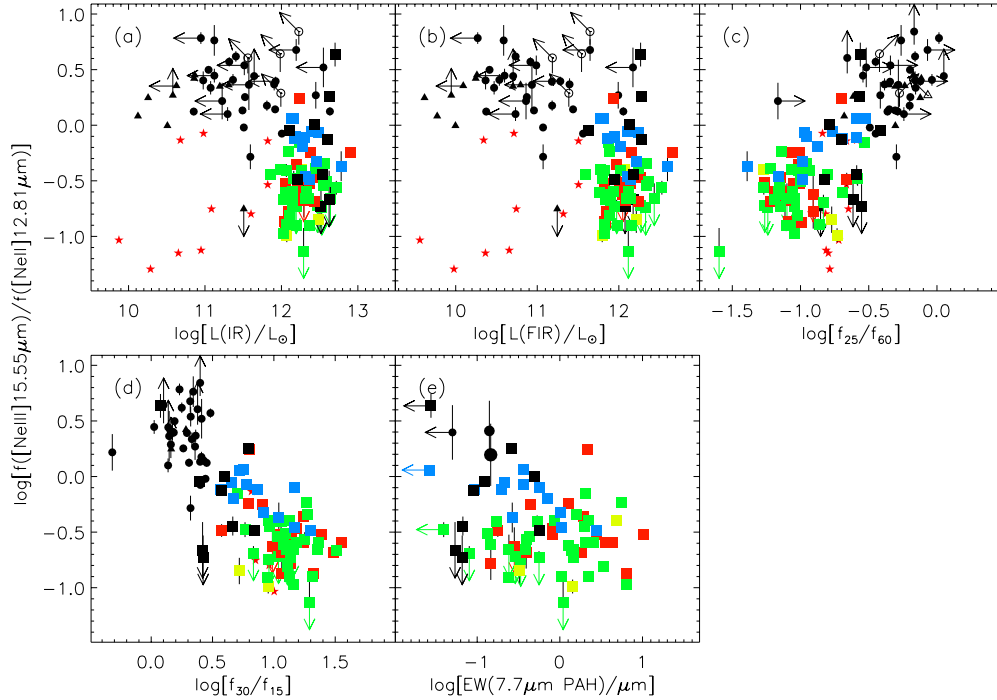 log[f([NeIII]15.55μm)/f([NeII]12.81μm)]
(a)
(b)
(c)
1.0
0.5
0.0
−0.5
−1.0
10 11 12 13
10 11 12
−1.5 −1.0 −0.5 0.0
log[L(IR)/L⊙]
log[L(FIR)/L⊙]
log[f25/f60]
(d)
(e)
1.0
0.5
0.0
−0.5
−1.0
0.0 0.5 1.0 1.5
−1 0 1
log[f30/f15]
log[EW(7.7μm PAH)/μm]